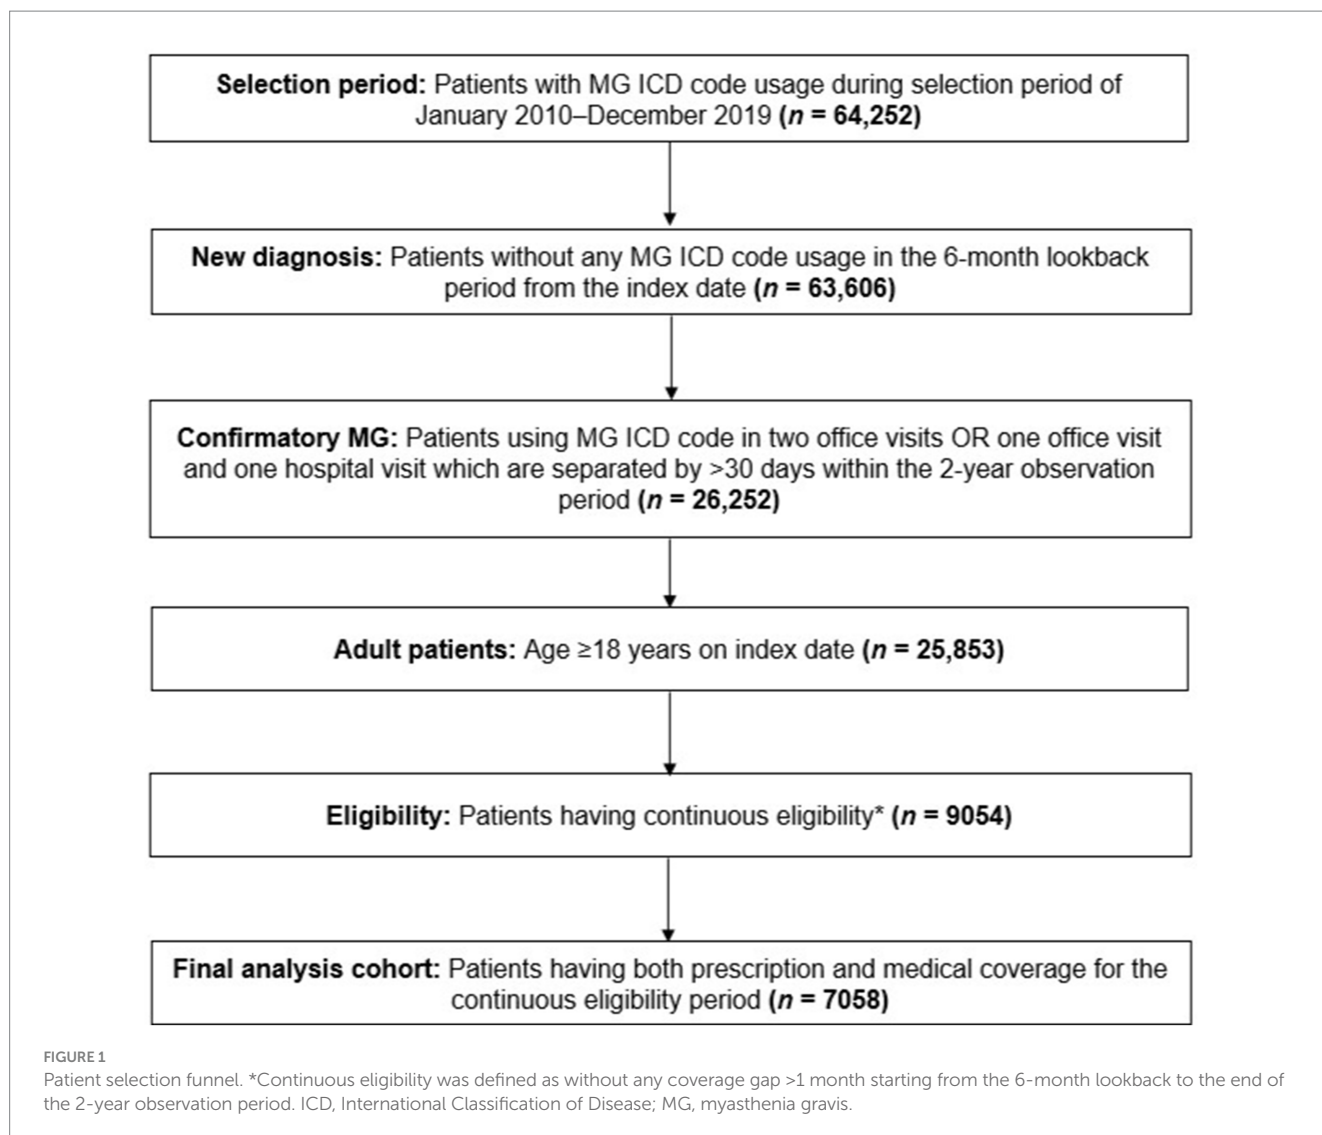 Selection period: Patients with MG ICD code usage during selection period of
January 2010–December 2019 (n = 64,252)
New diagnosis: Patients without any MG ICD code usage in the 6-month lookback
period from the index date (n = 63,606)
Confirmatory MG: Patients using MG ICD code in two office visits OR one office visit
and one hospital visit which are separated by >30 days within the 2-year observation
period (n = 26,252)
Adult patients: Age ≥18 years on index date (n = 25,853)
Eligibility: Patients having continuous eligibility* (n = 9054)
Final analysis cohort: Patients having both prescription and medical coverage for the
continuous eligibility period (n = 7058)
FIGURE 1
Patient selection funnel. *Continuous eligibility was defined as without any coverage gap >1 month starting from the 6-month lookback to the end of
the 2-year observation period. ICD, International Classification of Disease; MG, myasthenia gravis.